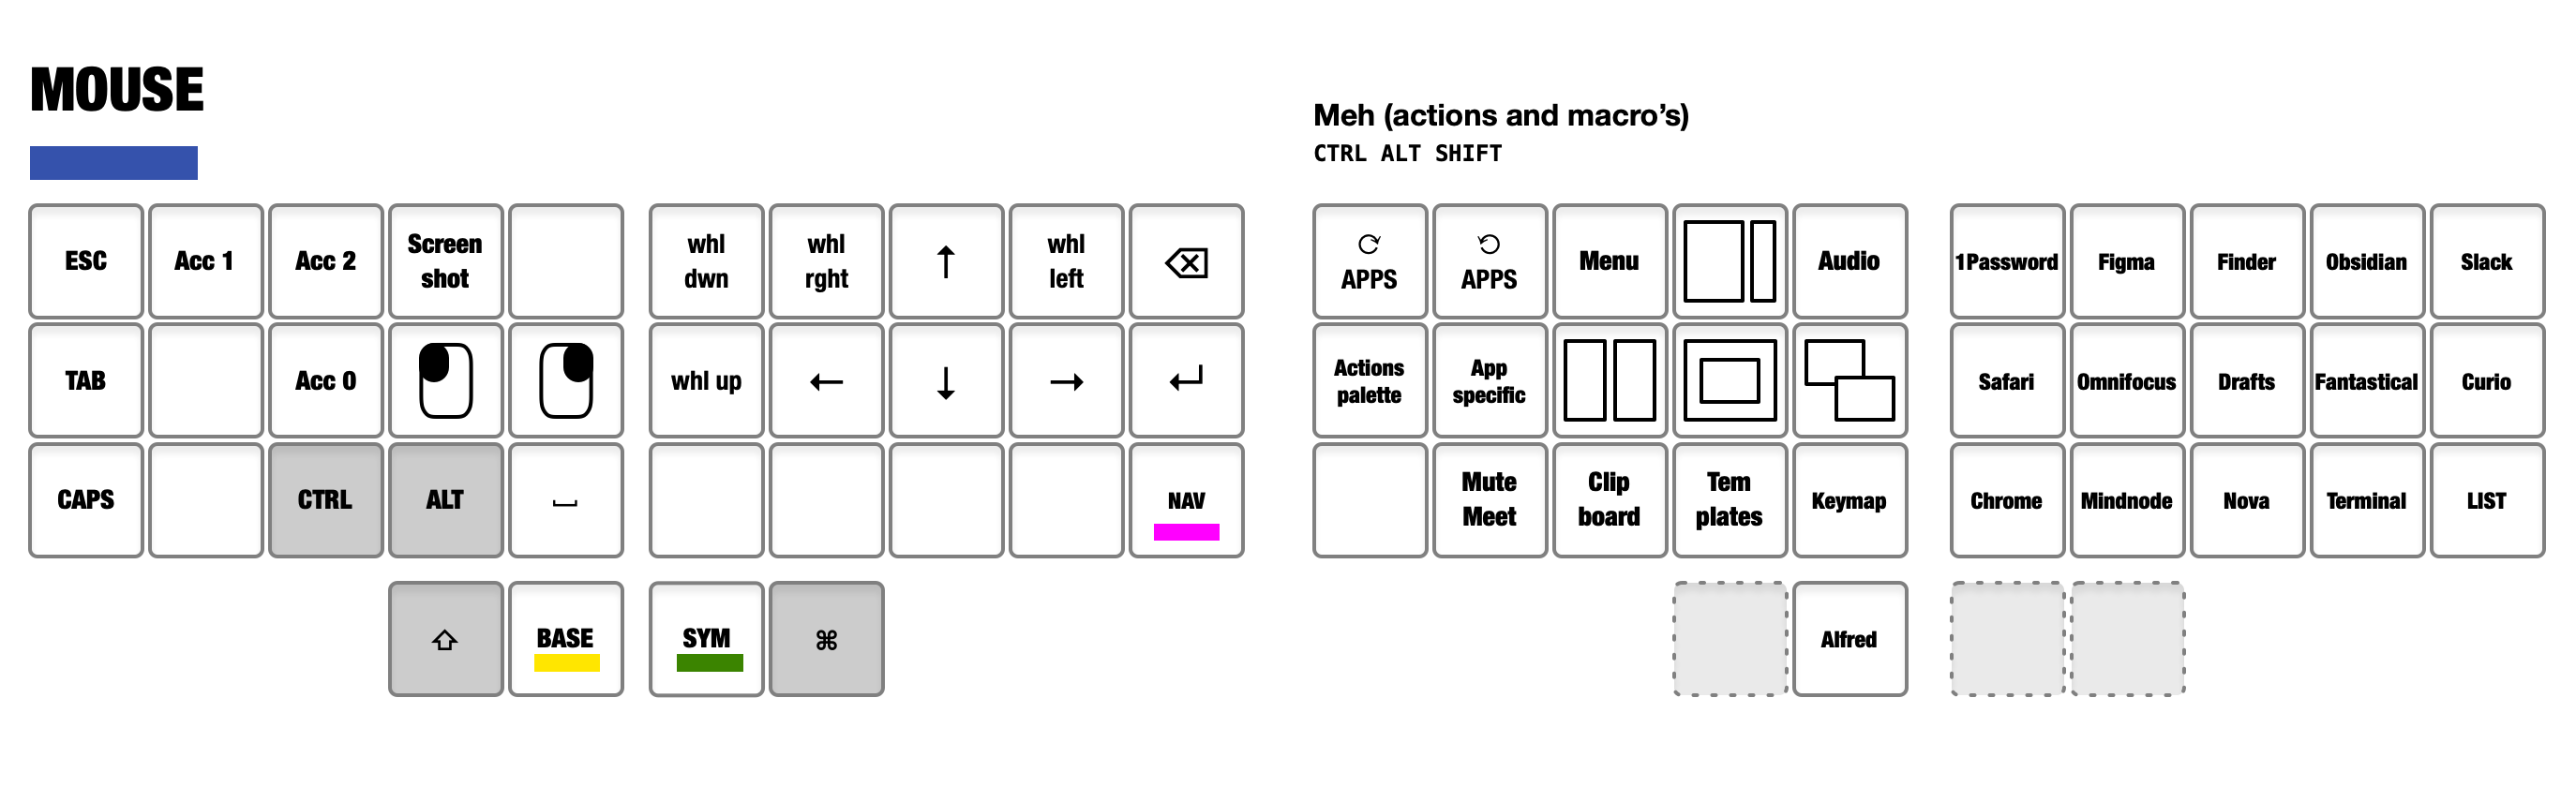 MOUSE
Meh (actions and macro’s)
CTRL ALT SHIFT
ESC
Acc 1
Acc 2
Screen
shot
whl
dwn
whl
rght
↑
whl
left
⌫
TAB
Acc 0
whl up
←
↓
→
↵
CAPS
CTRL
ALT
⎵
NAV
⇧
BASE
SYM
⌘
↻
APPS
↺
APPS
Menu
Audio
1Password
Figma
Finder
Obsidian
Slack
Actions
palette
App
specific
Safari
Omnifocus
Drafts
Fantastical
Curio
Mute
Meet
Clip
board
Tem
plates
Keymap
Chrome
Mindnode
Nova
Terminal
LIST
Alfred